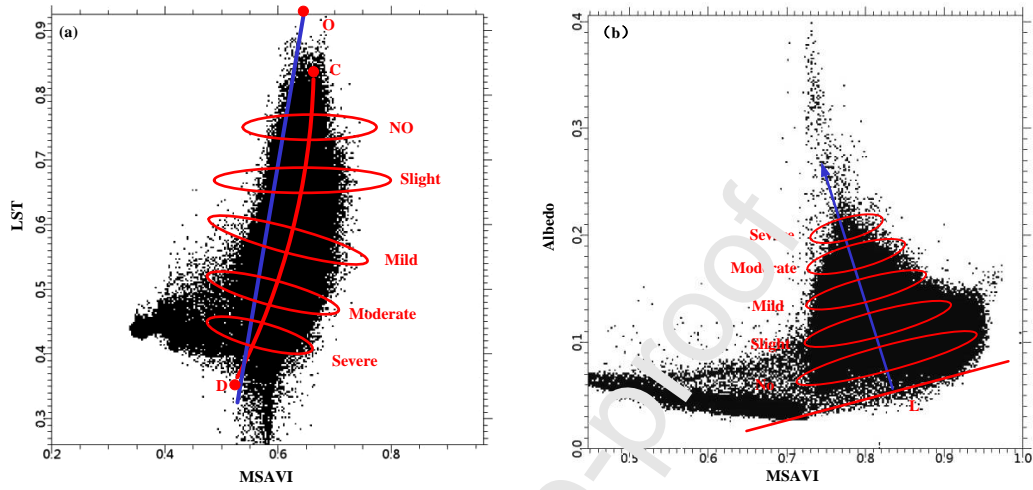 (a)
O
C
NO
Slight
Mild
Moderate
Severe
D
LST
0.9
0.8
0.7
0.6
0.5
0.4
0.3
0.2
0.4
0.6
0.8
MSAVI
(b)
Severe
Moderate
Mild
Slight
No
L
Albedo
0.4
0.3
0.2
0.1
0.0
0.5
0.6
0.7
0.8
0.9
1.0
MSAVI
-proof